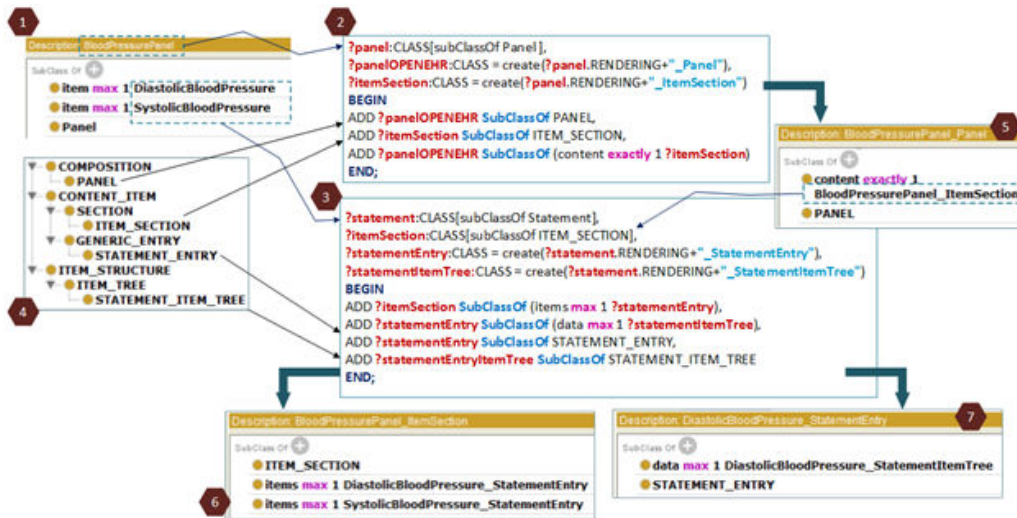 1
Description: BloodPressurePanel
SubClass Of
item max 1 DiastolicBloodPressure
item max 1 SystolicBloodPressure
Panel
2
?panel:CLASS[subClassOf Panel],
?panelOPENEHR:CLASS = create(?panel.RENDERING+"_Panel"),
?itemSection:CLASS = create(?panel.RENDERING+"_ItemSection")
BEGIN
ADD ?panelOPENEHR SubClassOf PANEL,
ADD ?itemSection SubClassOf ITEM_SECTION,
ADD ?panelOPENEHR SubClassOf (content exactly 1 ?itemSection)
END;
5
Description: BloodPressurePanel_Panel
SubClass Of
content exactly 1
BloodPressurePanel_ItemSection
PANEL
COMPOSITION
PANEL
CONTENT_ITEM
SECTION
ITEM_SECTION
GENERIC_ENTRY
STATEMENT_ENTRY
ITEM_STRUCTURE
ITEM_TREE
STATEMENT_ITEM_TREE
4
3
?statement:CLASS[subClassOf Statement],
?itemSection:CLASS[subClassOf ITEM_SECTION],
?statementEntry:CLASS = create(?statement.RENDERING+"_StatementEntry"),
?statementItemTree:CLASS = create(?statement.RENDERING+"_StatementItemTree")
BEGIN
ADD ?itemSection SubClassOf (items max 1 ?statementEntry),
ADD ?statementEntry SubClassOf (data max 1 ?statementItemTree),
ADD ?statementEntry SubClassOf STATEMENT_ENTRY,
ADD ?statementEntryItemTree SubClassOf STATEMENT_ITEM_TREE
END;
Description: BloodPressurePanel_ItemSection
SubClass Of
ITEM_SECTION
items max 1 DiastolicBloodPressure_StatementEntry
items max 1 SystolicBloodPressure_StatementEntry
6
Description: DiastolicBloodPressure_StatementEntry
7
SubClass Of
data max 1 DiastolicBloodPressure_StatementItemTree
STATEMENT_ENTRY